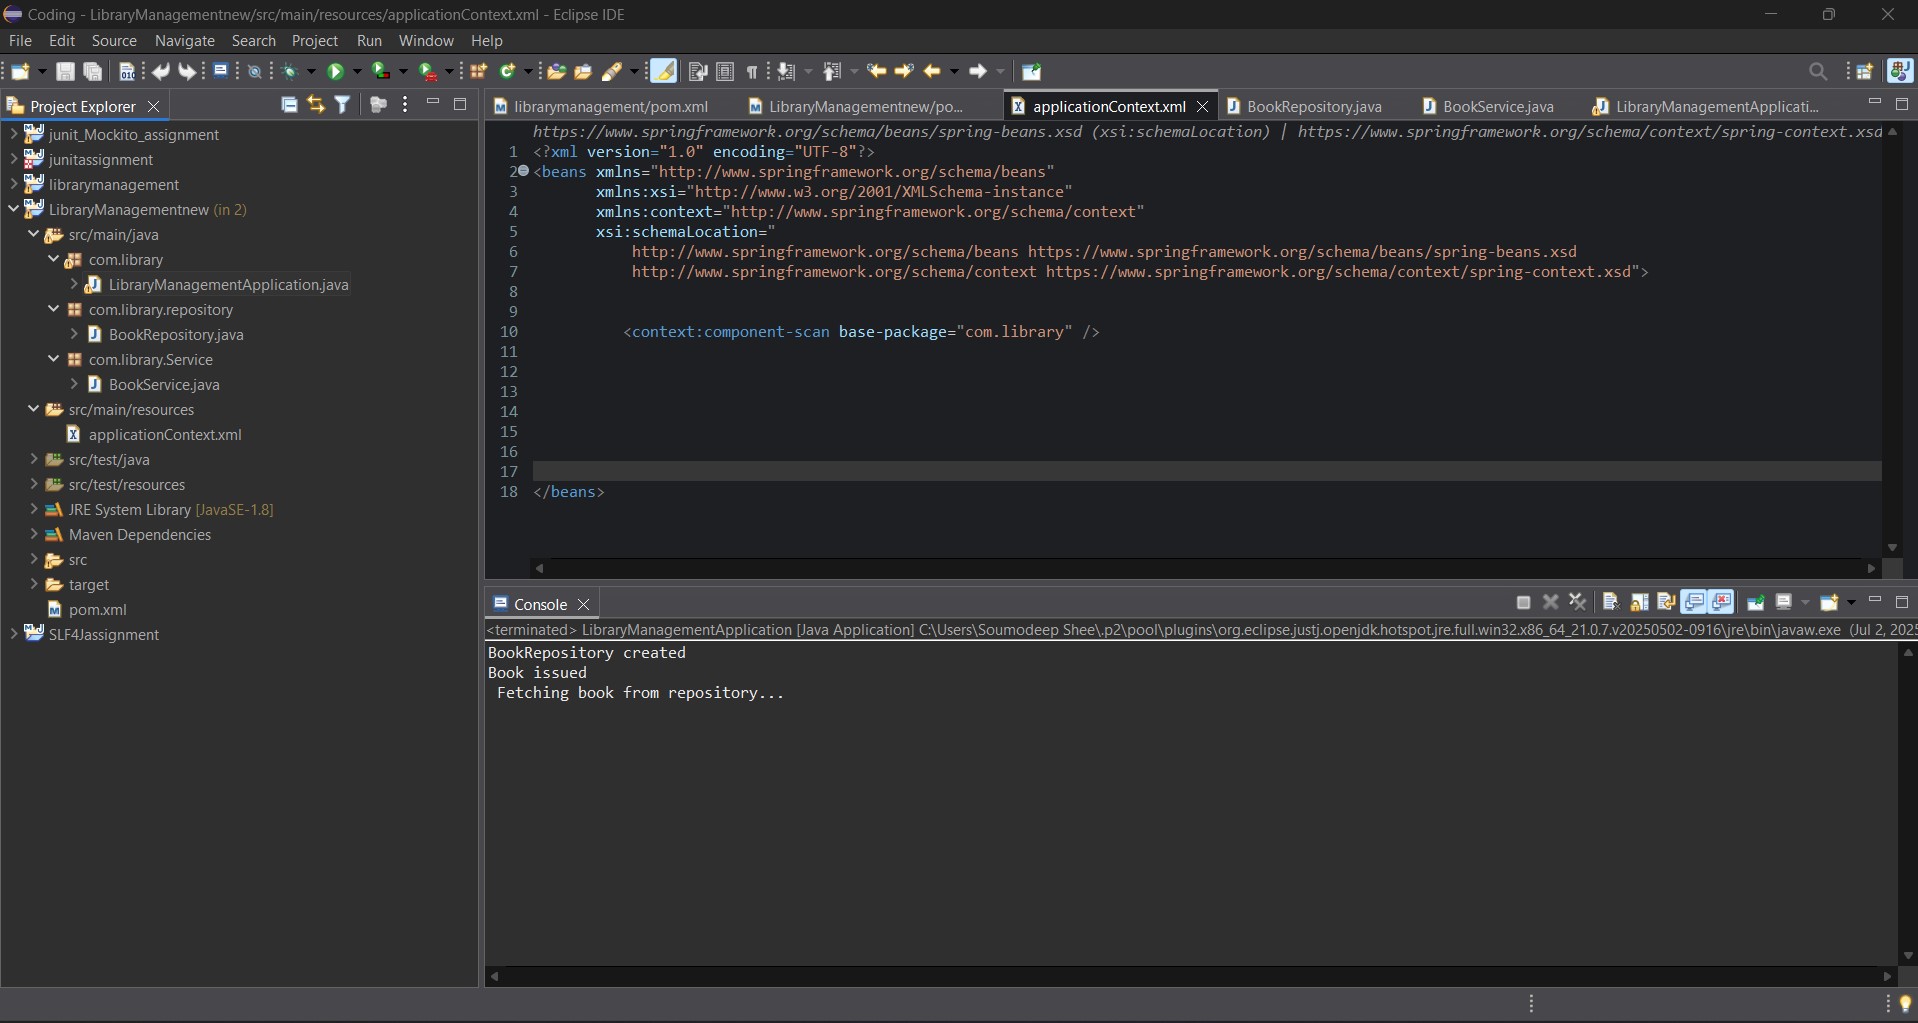 Coding - LibraryManagementnew/src/main/resources/applicationContext.xml - Eclipse IDE
File Edit Source Navigate Search Project Run Window Help
Project Explorer
junit_Mockito_assignment
junitassignment
librarymanagement
LibraryManagementnew (in 2)
src/main/java
com.library
LibraryManagementApplication.java
com.library.repository
BookRepository.java
com.library.Service
BookService.java
src/main/resources
applicationContext.xml
src/test/java
src/test/resources
JRE System Library [JavaSE-1.8]
Maven Dependencies
src
target
pom.xml
SLF4Jassignment
librarymanagement/pom.xml LibraryManagementnew/po... applicationContext.xml BookRepository.java BookService.java LibraryManagementApplicati...
https://www.springframework.org/schema/beans/spring-beans.xsd (xsi:schemaLocation) | https://www.springframework.org/schema/context/spring-context.xsd
1 <?xml version="1.0" encoding="UTF-8"?>
2 <beans xmlns="http://www.springframework.org/schema/beans"
3 xmlns:xsi="http://www.w3.org/2001/XMLSchema-instance"
4 xmlns:context="http://www.springframework.org/schema/context"
5 xsi:schemaLocation="
6 http://www.springframework.org/schema/beans https://www.springframework.org/schema/beans/spring-beans.xsd
7 http://www.springframework.org/schema/context https://www.springframework.org/schema/context/spring-context.xsd">
8
9
10 <context:component-scan base-package="com.library" />
11
12
13
14
15
16
17
18 </beans>
Console
<terminated> LibraryManagementApplication [Java Application] C:\Users\Soumodeep Shee\.p2\pool\plugins\org.eclipse.justj.openjdk.hotspot.jre.full.win32.x86_64_21.0.7.v20250502-0916\jre\bin\javaw.exe (Jul 2, 2025
BookRepository created
Book issued
Fetching book from repository...